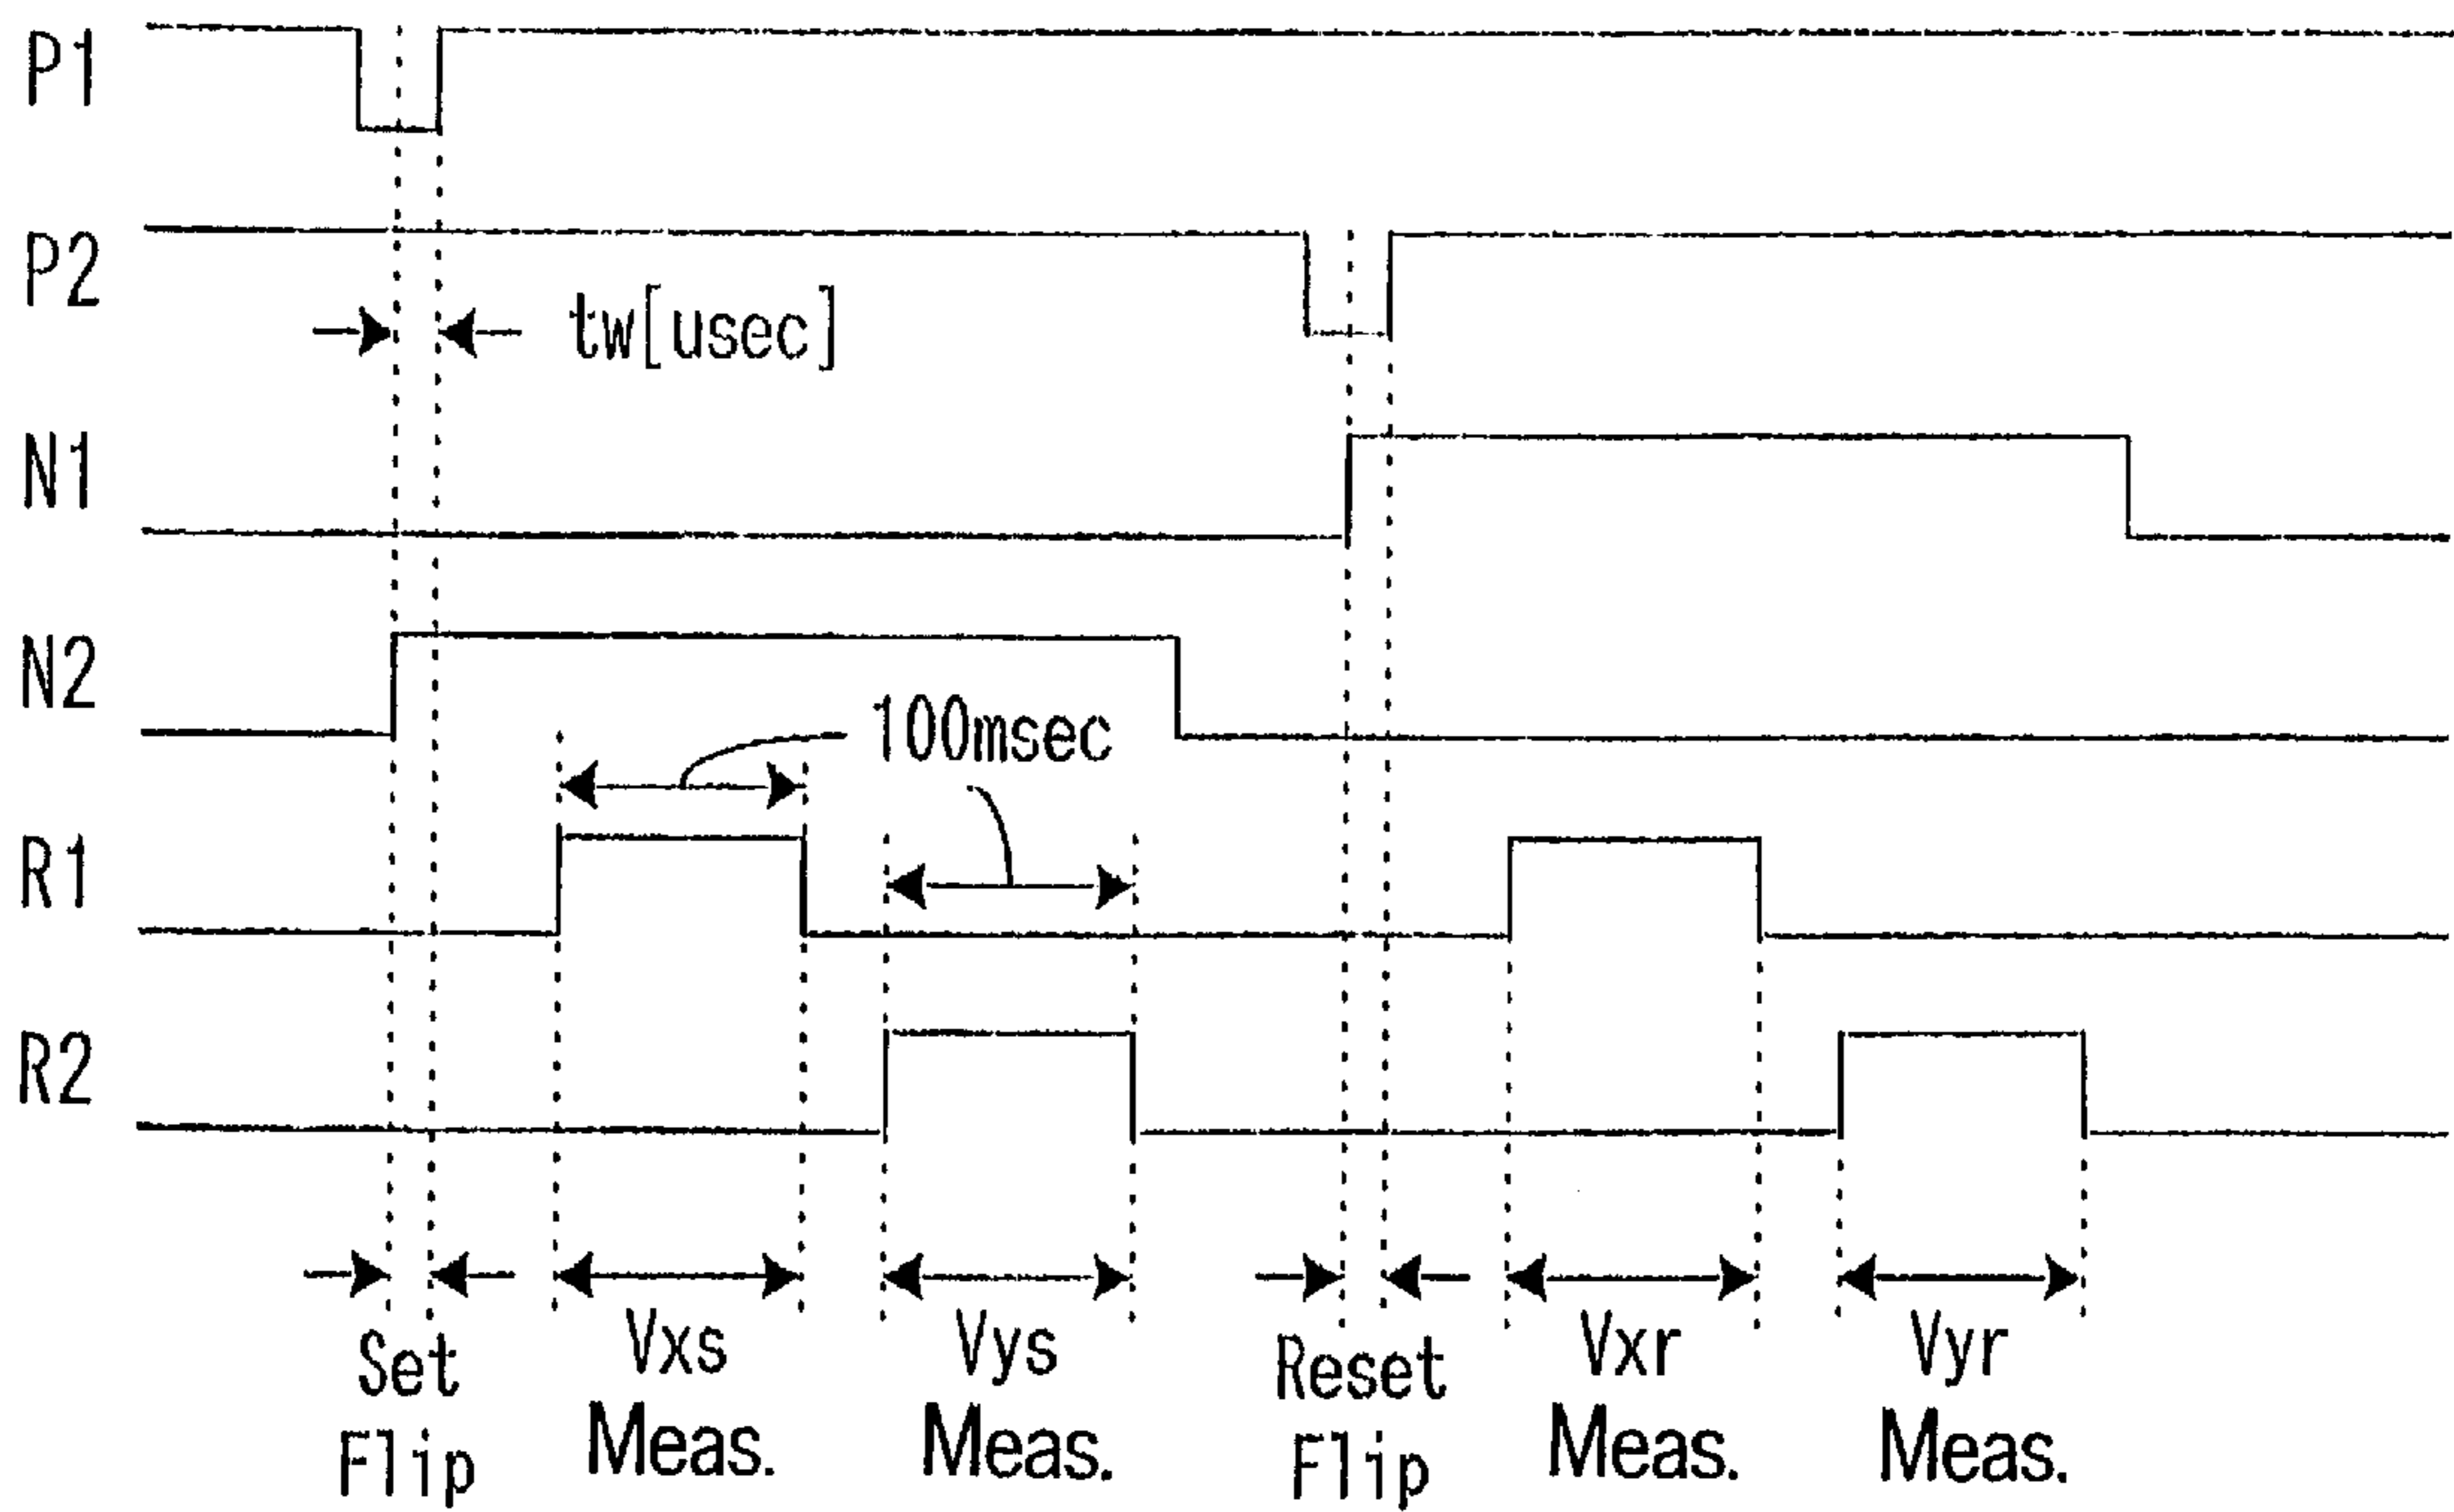 P1
P2
tw[usec]
N1
N2
100msec
R1
R2
Set
Flip
Vxs
Meas.
Vys
Meas.
Reset
Flip
Vxr
Meas.
Vyr
Meas.